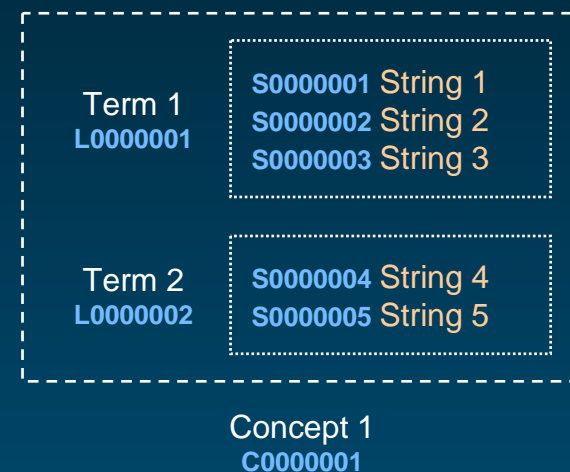 Term 1
L0000001
S0000001 String 1
S0000002 String 2
S0000003 String 3
Term 2
L0000002
S0000004 String 4
S0000005 String 5
Concept 1
C0000001